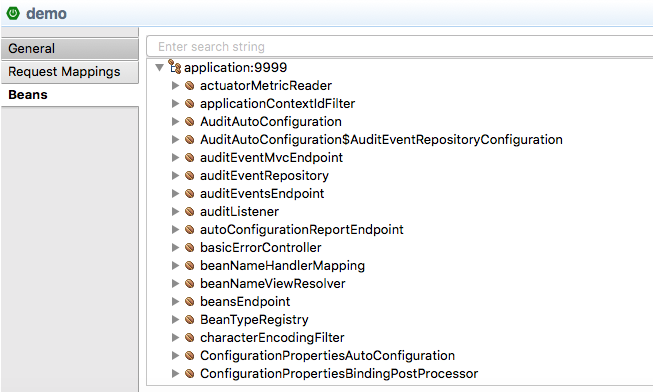 demo
General
Request Mappings
Beans
Enter search string
application:9999
actuatorMetricReader
applicationContextIdFilter
AuditAutoConfiguration
AuditAutoConfiguration$AuditEventRepositoryConfiguration
auditEventMvcEndpoint
auditEventRepository
auditEventsEndpoint
auditListener
autoConfigurationReportEndpoint
basicErrorController
beanNameHandlerMapping
beanNameViewResolver
beansEndpoint
BeanTypeRegistry
characterEncodingFilter
ConfigurationPropertiesAutoConfiguration
ConfigurationPropertiesBindingPostProcessor